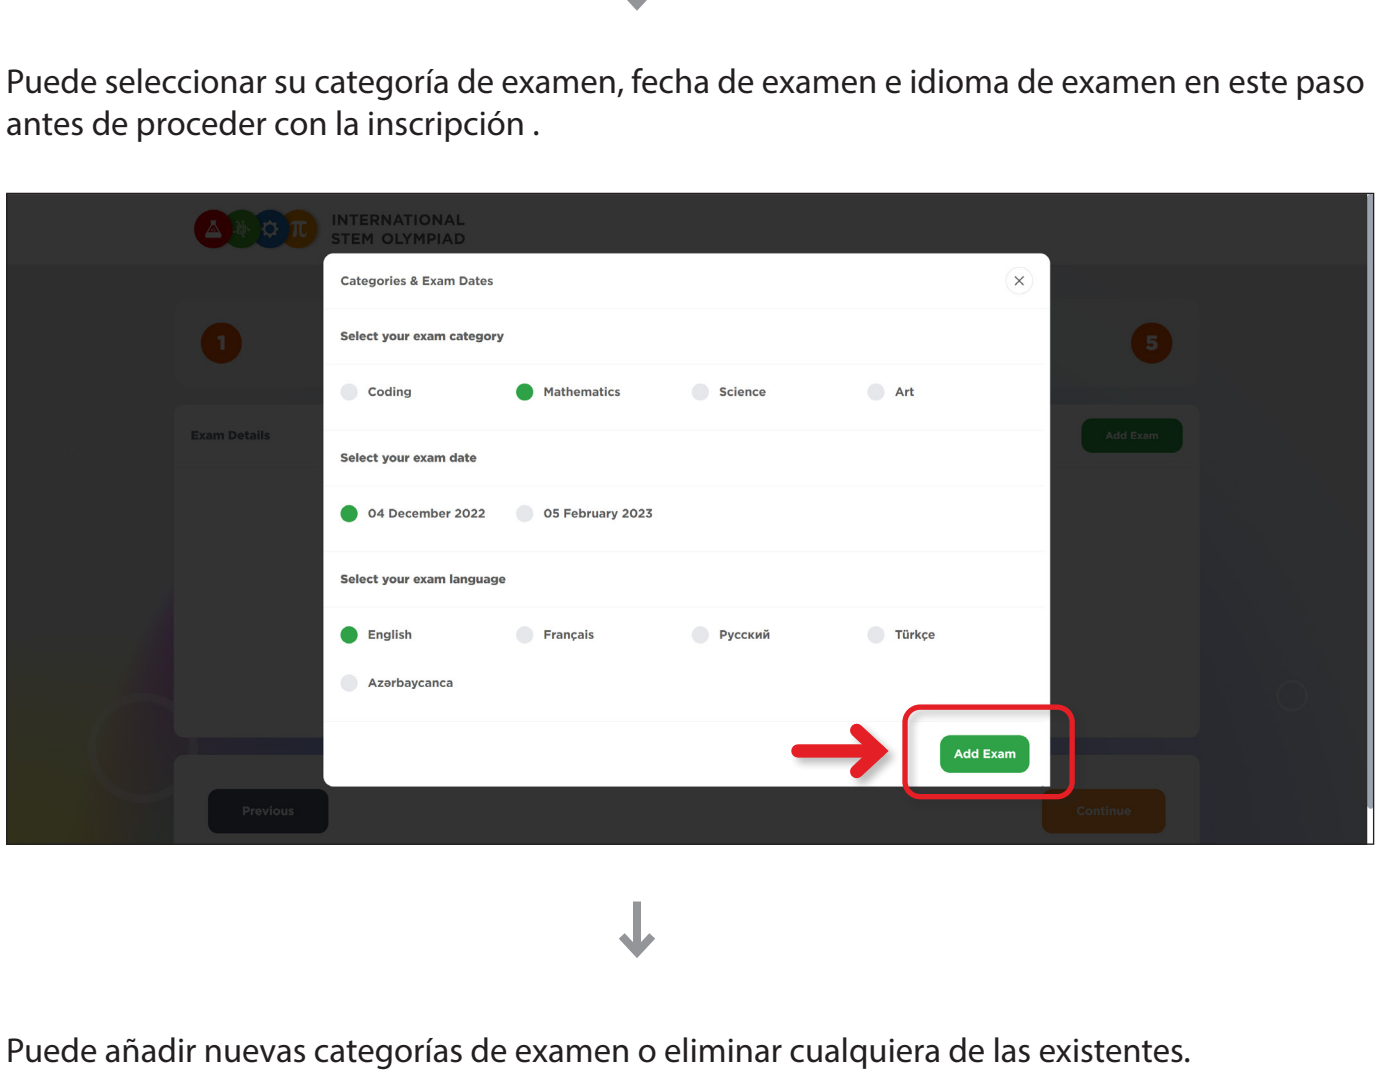 Puede seleccionar su categoría de examen, fecha de examen e idioma de examen en este paso
antes de proceder con la inscripción .
INTERNATIONAL
STEM OLYMPIAD
Categories & Exam Dates
Select your exam category
1
5
Coding Mathematics Science Art
Exam Details
Add Exam
Select your exam date
04 December 2022 05 February 2023
Select your exam language
English Français Русский Türkçe
Azərbaycanca
Add Exam
Previous
Continue
Puede añadir nuevas categorías de examen o eliminar cualquiera de las existentes.